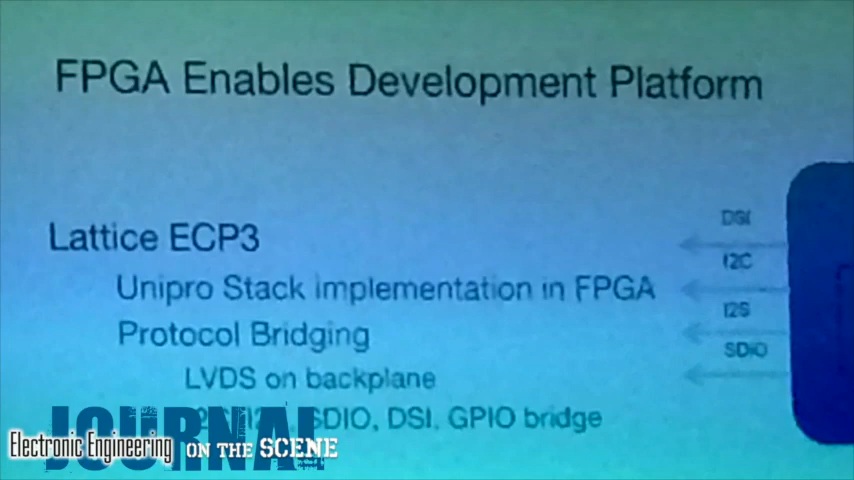 FPGA Enables Development Platform
Lattice ECP3
Unipro Stack implementation in FPGA
Protocol Bridging
LVDS on backplane
SDIO, DSI, GPIO bridge
DSI
I2C
I2S
SDIO
JOURNAL
Electronic Engineering ON THE SCENE